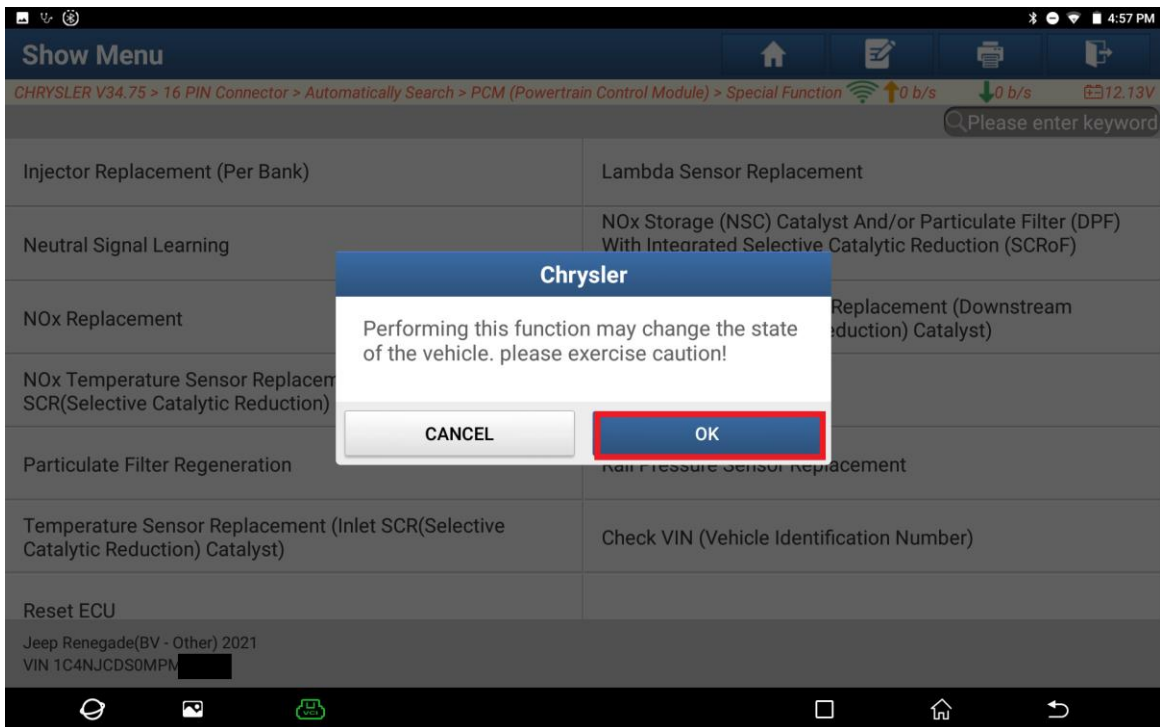 4:57 PM
Show Menu
CHRYSLER V34.75 > 16 PIN Connector > Automatically Search > PCM (Powertrain Control Module) > Special Function
0 b/s
0 b/s
12.13V
Please enter keyword
Injector Replacement (Per Bank)
Lambda Sensor Replacement
Neutral Signal Learning
NOx Storage (NSC) Catalyst And/or Particulate Filter (DPF)
With Integrated Selective Catalytic Reduction (SCRoF)
Chrysler
Performing this function may change the state
of the vehicle. please exercise caution!
CANCEL
OK
NOx Replacement
Replacement (Downstream
eduction) Catalyst)
NOx Temperature Sensor Replacem
SCR(Selective Catalytic Reduction)
Particulate Filter Regeneration
Rail Pressure Sensor Replacement
Temperature Sensor Replacement (Inlet SCR(Selective
Catalytic Reduction) Catalyst)
Check VIN (Vehicle Identification Number)
Reset ECU
Jeep Renegade(BV - Other) 2021
VIN 1C4NJCDS0MPM
VCI